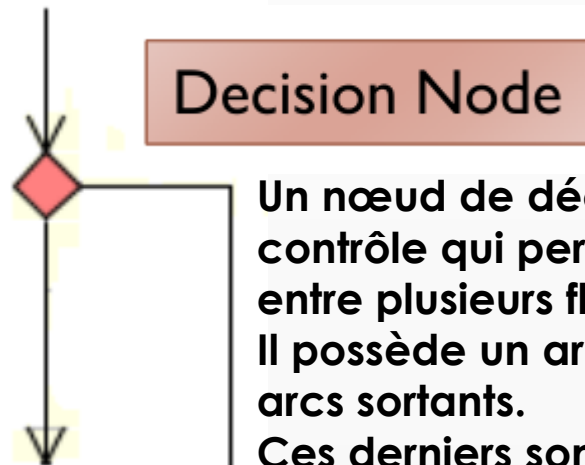 Decision Node
Un nœud de
contrôle qui
entre plusieurs
Il possède un
arcs sortants.
Ces derniers